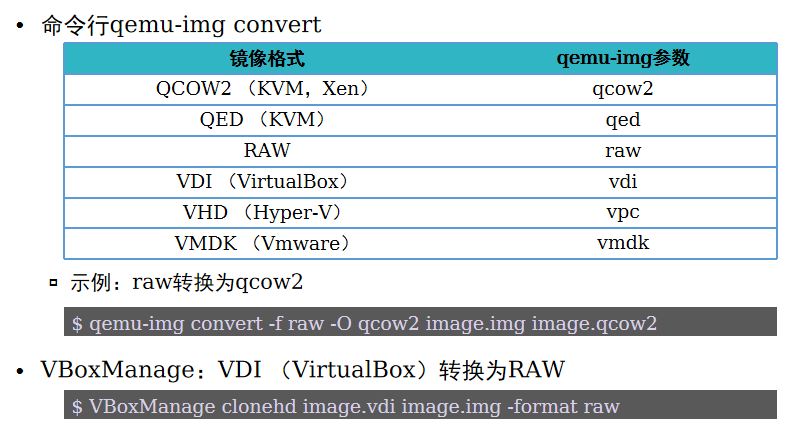 • 命令行qemu-img convert
镜像格式 qemu-img参数
QCOW2 （KVM，Xen） qcow2
QED （KVM） qed
RAW raw
VDI （VirtualBox） vdi
VHD （Hyper-V） vpc
VMDK （Vmware） vmdk
示例：raw转换为qcow2
$ qemu-img convert -f raw -O qcow2 image.img image.qcow2
• VBoxManage：VDI （VirtualBox）转换为RAW
$ VBoxManage clonehd image.vdi image.img -format raw